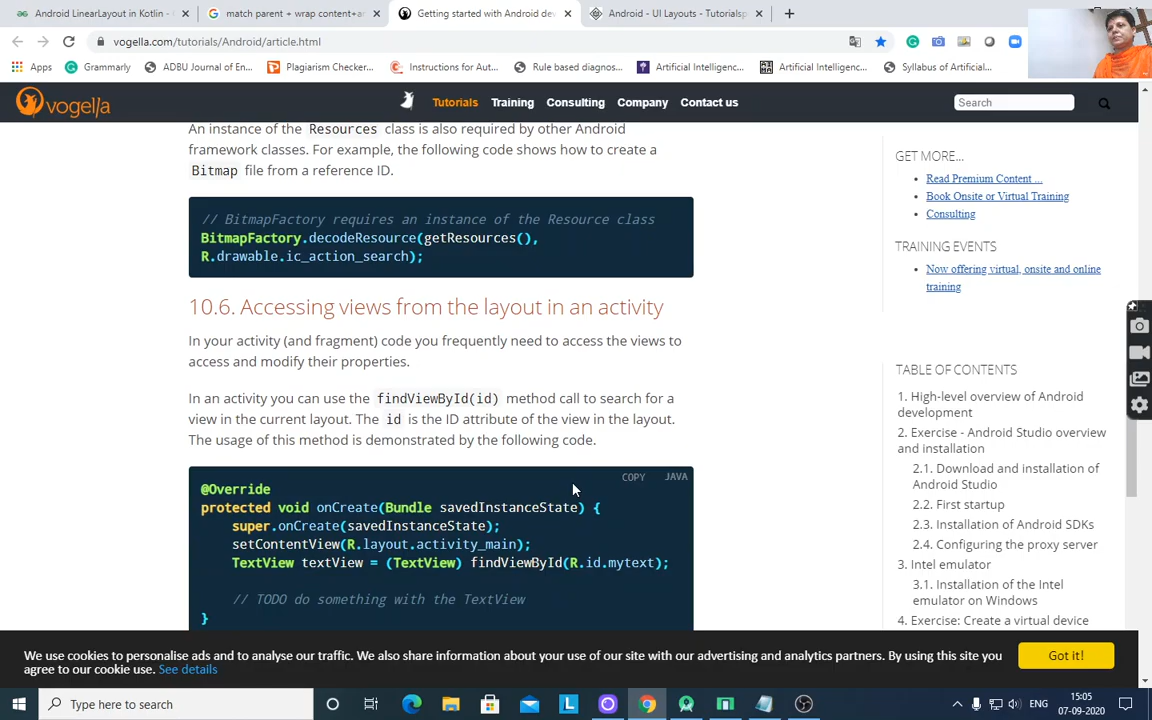 Android LinearLayout in Kotlin -
match parent + wrap content+ar
Getting started with Android dev
Android - UI Layouts - Tutorialsp
vogella.com/tutorials/Android/article.html
Apps
Grammarly
ADBU Journal of En...
Plagiarism Checker...
Instructions for Aut...
Rule based diagnos...
Artificial Intelligenc...
Artificial Intelligenc...
Syllabus of Artificial...
vogella
Tutorials
Training
Consulting
Company
Contact us
Search
An instance of the Resources class is also required by other Android
framework classes. For example, the following code shows how to create a
Bitmap file from a reference ID.
// BitmapFactory requires an instance of the Resource class
BitmapFactory.decodeResource(getResources(),
R.drawable.ic_action_search);
10.6. Accessing views from the layout in an activity
In your activity (and fragment) code you frequently need to access the views to
access and modify their properties.
In an activity you can use the findViewById(id) method call to search for a
view in the current layout. The id is the ID attribute of the view in the layout.
The usage of this method is demonstrated by the following code.
COPY JAVA
@Override
protected void onCreate(Bundle savedInstanceState) {
super.onCreate(savedInstanceState);
setContentView(R.layout.activity_main);
TextView textView = (TextView) findViewById(R.id.mytext);
// TODO do something with the TextView
}
GET MORE...
Read Premium Content ...
Book Onsite or Virtual Training
Consulting
TRAINING EVENTS
Now offering virtual, onsite and online
training
TABLE OF CONTENTS
1. High-level overview of Android
development
2. Exercise - Android Studio overview
and installation
2.1. Download and installation of
Android Studio
2.2. First startup
2.3. Installation of Android SDKs
2.4. Configuring the proxy server
3. Intel emulator
3.1. Installation of the Intel
emulator on Windows
4. Exercise: Create a virtual device
We use cookies to personalise ads and to analyse our traffic. We also share information about your use of our site with our advertising and analytics partners. By using this site you
agree to our cookie use. See details
Got it!
Type here to search
ENG
15:05
07-09-2020